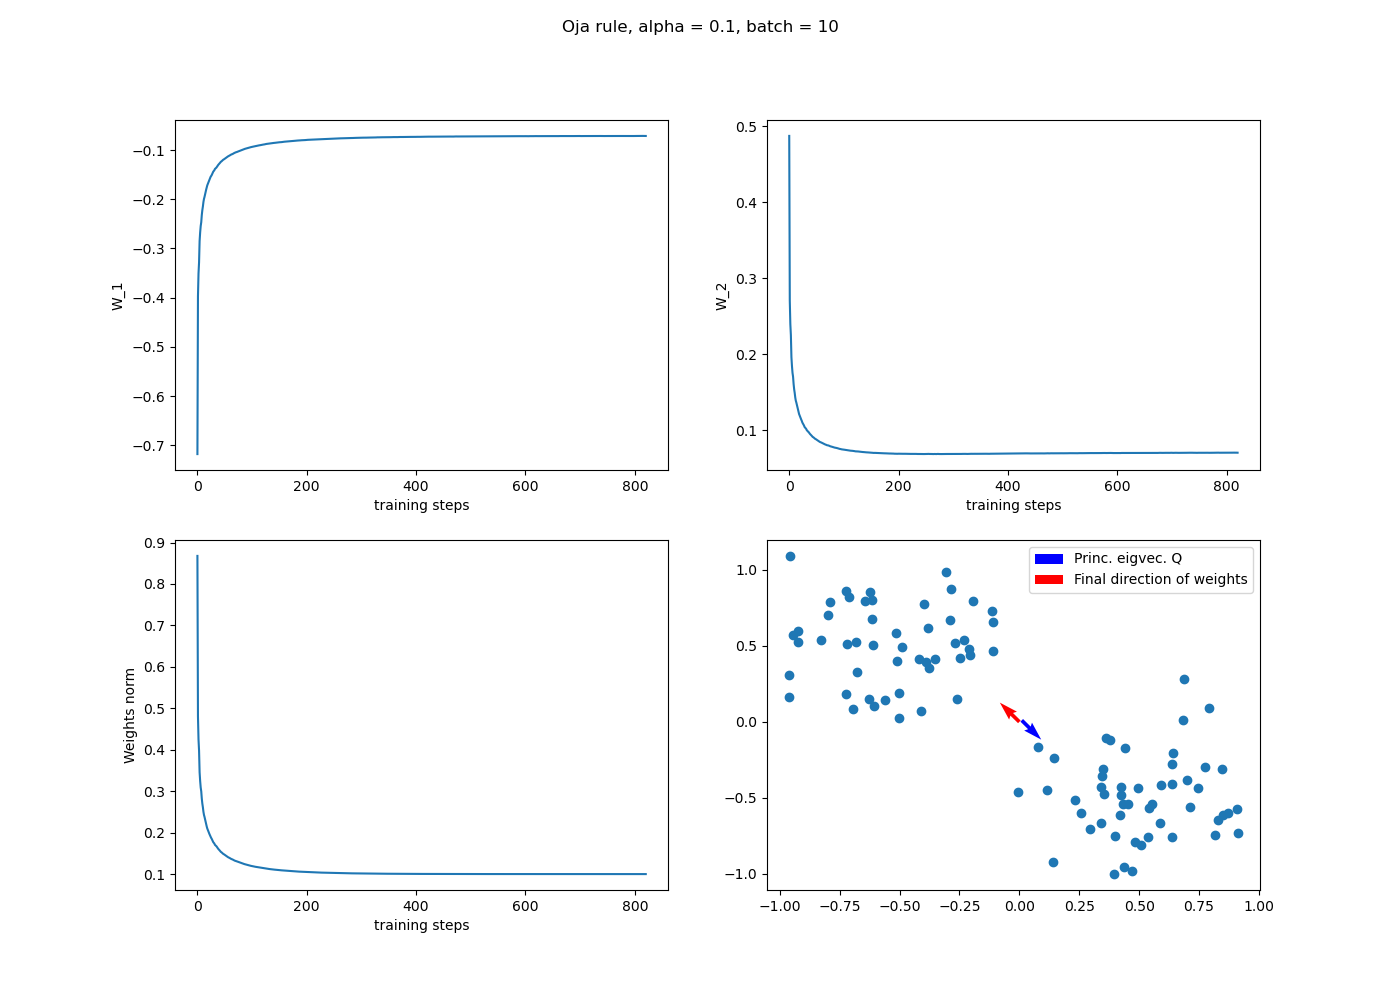 Oja rule, alpha = 0.1, batch = 10
−0.1
−0.2
−0.3
−0.4
−0.5
−0.6
−0.7
W_1
0 200 400 600 800
training steps
0.5
0.4
0.3
0.2
0.1
W_2
0 200 400 600 800
training steps
0.9
0.8
0.7
0.6
0.5
0.4
0.3
0.2
0.1
Weights norm
0 200 400 600 800
training steps
Princ. eigvec. Q
Final direction of weights
1.0
0.5
0.0
−0.5
−1.0
−1.00 −0.75 −0.50 −0.25 0.00 0.25 0.50 0.75 1.00